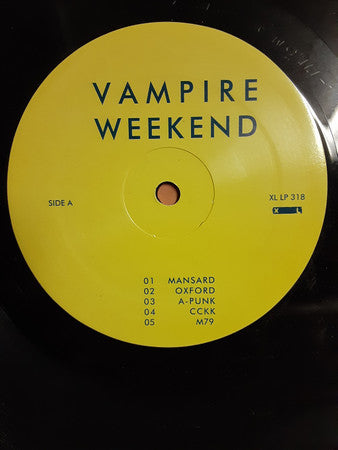 VAMPIRE
WEEKEND
SIDE A
XL LP 318
X L
01 MANSARD
02 OXFORD
03 A-PUNK
04 CCKK
05 M79